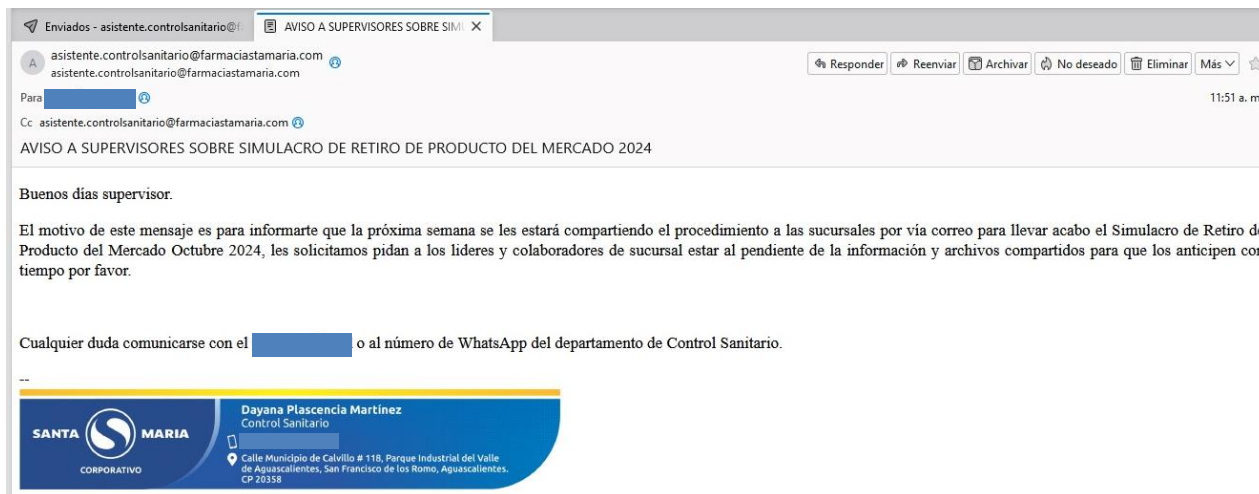 Enviados - asistente.controlsanitario@f
AVISO A SUPERVISORES SOBRE SIM
A
asistente.controlsanitario@farmaciastamaria.com
asistente.controlsanitario@farmaciastamaria.com
Responder Reenviar Archivar No deseado Eliminar Más
Para
11:51 a. m
Cc asistente.controlsanitario@farmaciastamaria.com
AVISO A SUPERVISORES SOBRE SIMULACRO DE RETIRO DE PRODUCTO DEL MERCADO 2024
Buenos días supervisor.
El motivo de este mensaje es para informarte que la próxima semana se les estará compartiendo el procedimiento a las sucursales por vía correo para llevar acabo el Simulacro de Retiro de
Producto del Mercado Octubre 2024, les solicitamos pidan a los lideres y colaboradores de sucursal estar al pendiente de la información y archivos compartidos para que los anticipen con
tiempo por favor.
Cualquier duda comunicarse con el o al número de WhatsApp del departamento de Control Sanitario.
--
SANTA MARIA
CORPORATIVO
Dayana Plascencia Martínez
Control Sanitario
Calle Municipio de Calvillo # 118, Parque Industrial del Valle
de Aguascalientes, San Francisco de los Romo, Aguascalientes.
CP 20358